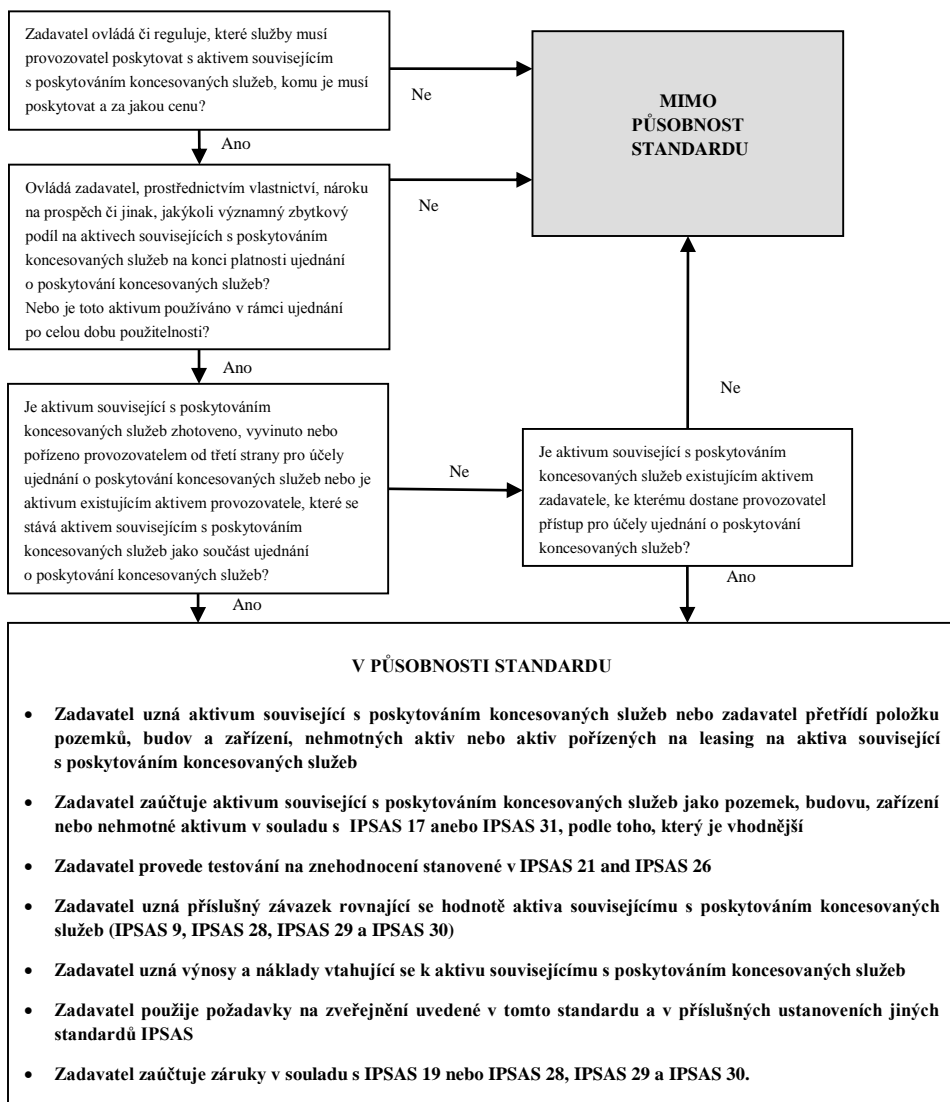 Zadavatel ovládá či reguluje, které služby musí
provozovatel poskytovat s aktivem souvisejícím
s poskytováním koncesovaných služeb, komu je musí
poskytovat a za jakou cenu?
Ne
MIMO
PŮSOBNOST
STANDARDU
Ano
Ovládá zadavatel, prostřednictvím vlastnictví, nároku
na prospěch či jinak, jakýkoli významný zbytkový
podíl na aktivech souvisejících s poskytováním
koncesovaných služeb na konci platnosti ujednání
o poskytování koncesovaných služeb?
Nebo je toto aktivum používáno v rámci ujednání
po celou dobu použitelnosti?
Ne
Ano
Ne
Je aktivum související s poskytováním
koncesovaných služeb zhotoveno, vyvinuto nebo
pořízeno provozovatelem od třetí strany pro účely
ujednání o poskytování koncesovaných služeb nebo je
aktivum existujícím aktivem provozovatele, které se
stává aktivem souvisejícím s poskytováním
koncesovaných služeb jako součást ujednání
o poskytování koncesovaných služeb?
Ne
Je aktivum související s poskytováním
koncesovaných služeb existujícím aktivem
zadavatele, ke kterému dostane provozovatel
přístup pro účely ujednání o poskytování
koncesovaných služeb?
Ano
Ano
V PŮSOBNOSTI STANDARDU
• Zadavatel uzná aktivum související s poskytováním koncesovaných služeb nebo zadavatel přetřídí položku
pozemků, budov a zařízení, nehmotných aktiv nebo aktiv pořízených na leasing na aktiva související
s poskytováním koncesovaných služeb
• Zadavatel zaúčtuje aktivum související s poskytováním koncesovaných služeb jako pozemek, budovu, zařízení
nebo nehmotné aktivum v souladu s IPSAS 17 anebo IPSAS 31, podle toho, který je vhodnější
• Zadavatel provede testování na znehodnocení stanovené v IPSAS 21 and IPSAS 26
• Zadavatel uzná příslušný závazek rovnající se hodnotě aktiva souvisejícímu s poskytováním koncesovaných
služeb (IPSAS 9, IPSAS 28, IPSAS 29 a IPSAS 30)
• Zadavatel uzná výnosy a náklady vtahující se k aktivu souvisejícímu s poskytováním koncesovaných služeb
• Zadavatel použije požadavky na zveřejnění uvedené v tomto standardu a v příslušných ustanoveních jiných
standardů IPSAS
• Zadavatel zaúčtuje záruky v souladu s IPSAS 19 nebo IPSAS 28, IPSAS 29 a IPSAS 30.